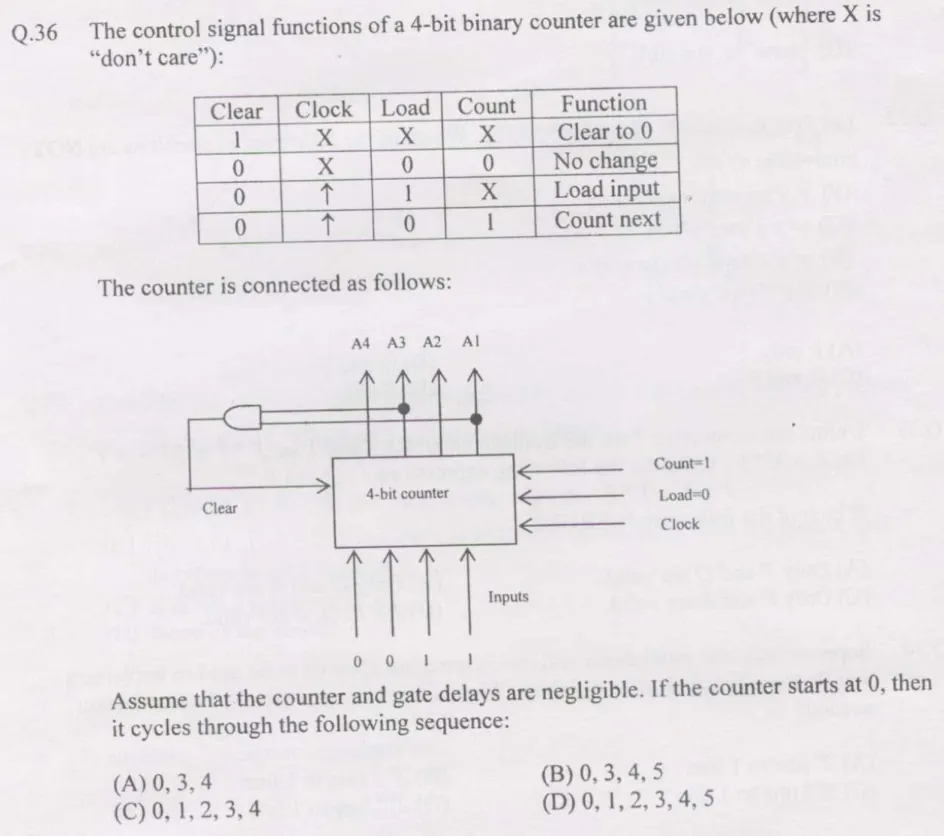 Q.36 The control signal functions of a 4-bit binary counter are given below (where X is
“don’t care”):
Clear Clock Load Count Function
1 X X X Clear to 0
0 X 0 0 No change
0 ↑ 1 X Load input
0 ↑ 0 1 Count next
The counter is connected as follows:
A4 A3 A2 A1
4-bit counter
Count=1
Load=0
Clock
Clear
Inputs
0 0 1 1
Assume that the counter and gate delays are negligible. If the counter starts at 0, then
it cycles through the following sequence:
(A) 0, 3, 4 (B) 0, 3, 4, 5
(C) 0, 1, 2, 3, 4 (D) 0, 1, 2, 3, 4, 5